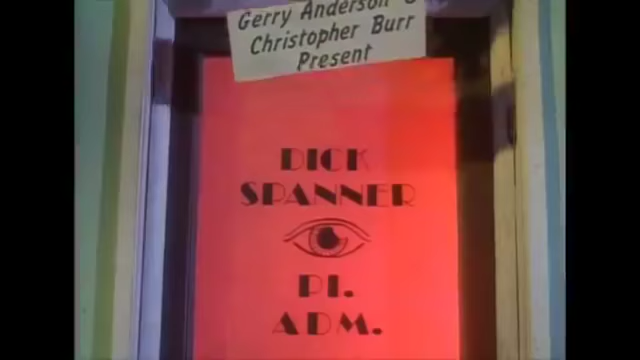 Gerry Anderson &
Christopher Burr
Present
DICK
SPANNER
PI.
ADM.